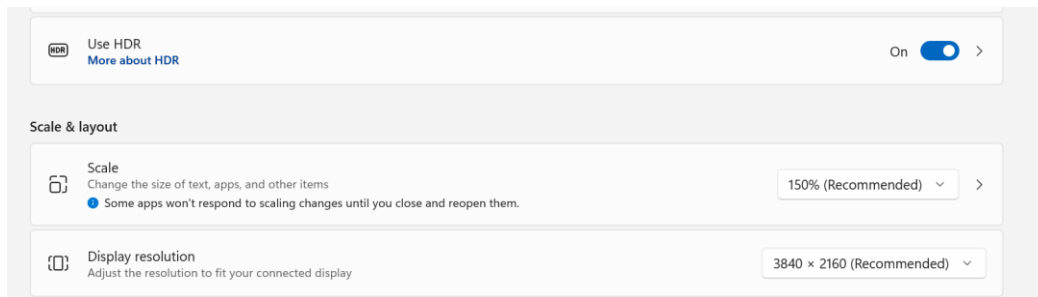 HDR
Use HDR
More about HDR
On
Scale & layout
Scale
Change the size of text, apps, and other items
Some apps won't respond to scaling changes until you close and reopen them.
150% (Recommended)
Display resolution
Adjust the resolution to fit your connected display
3840 × 2160 (Recommended)